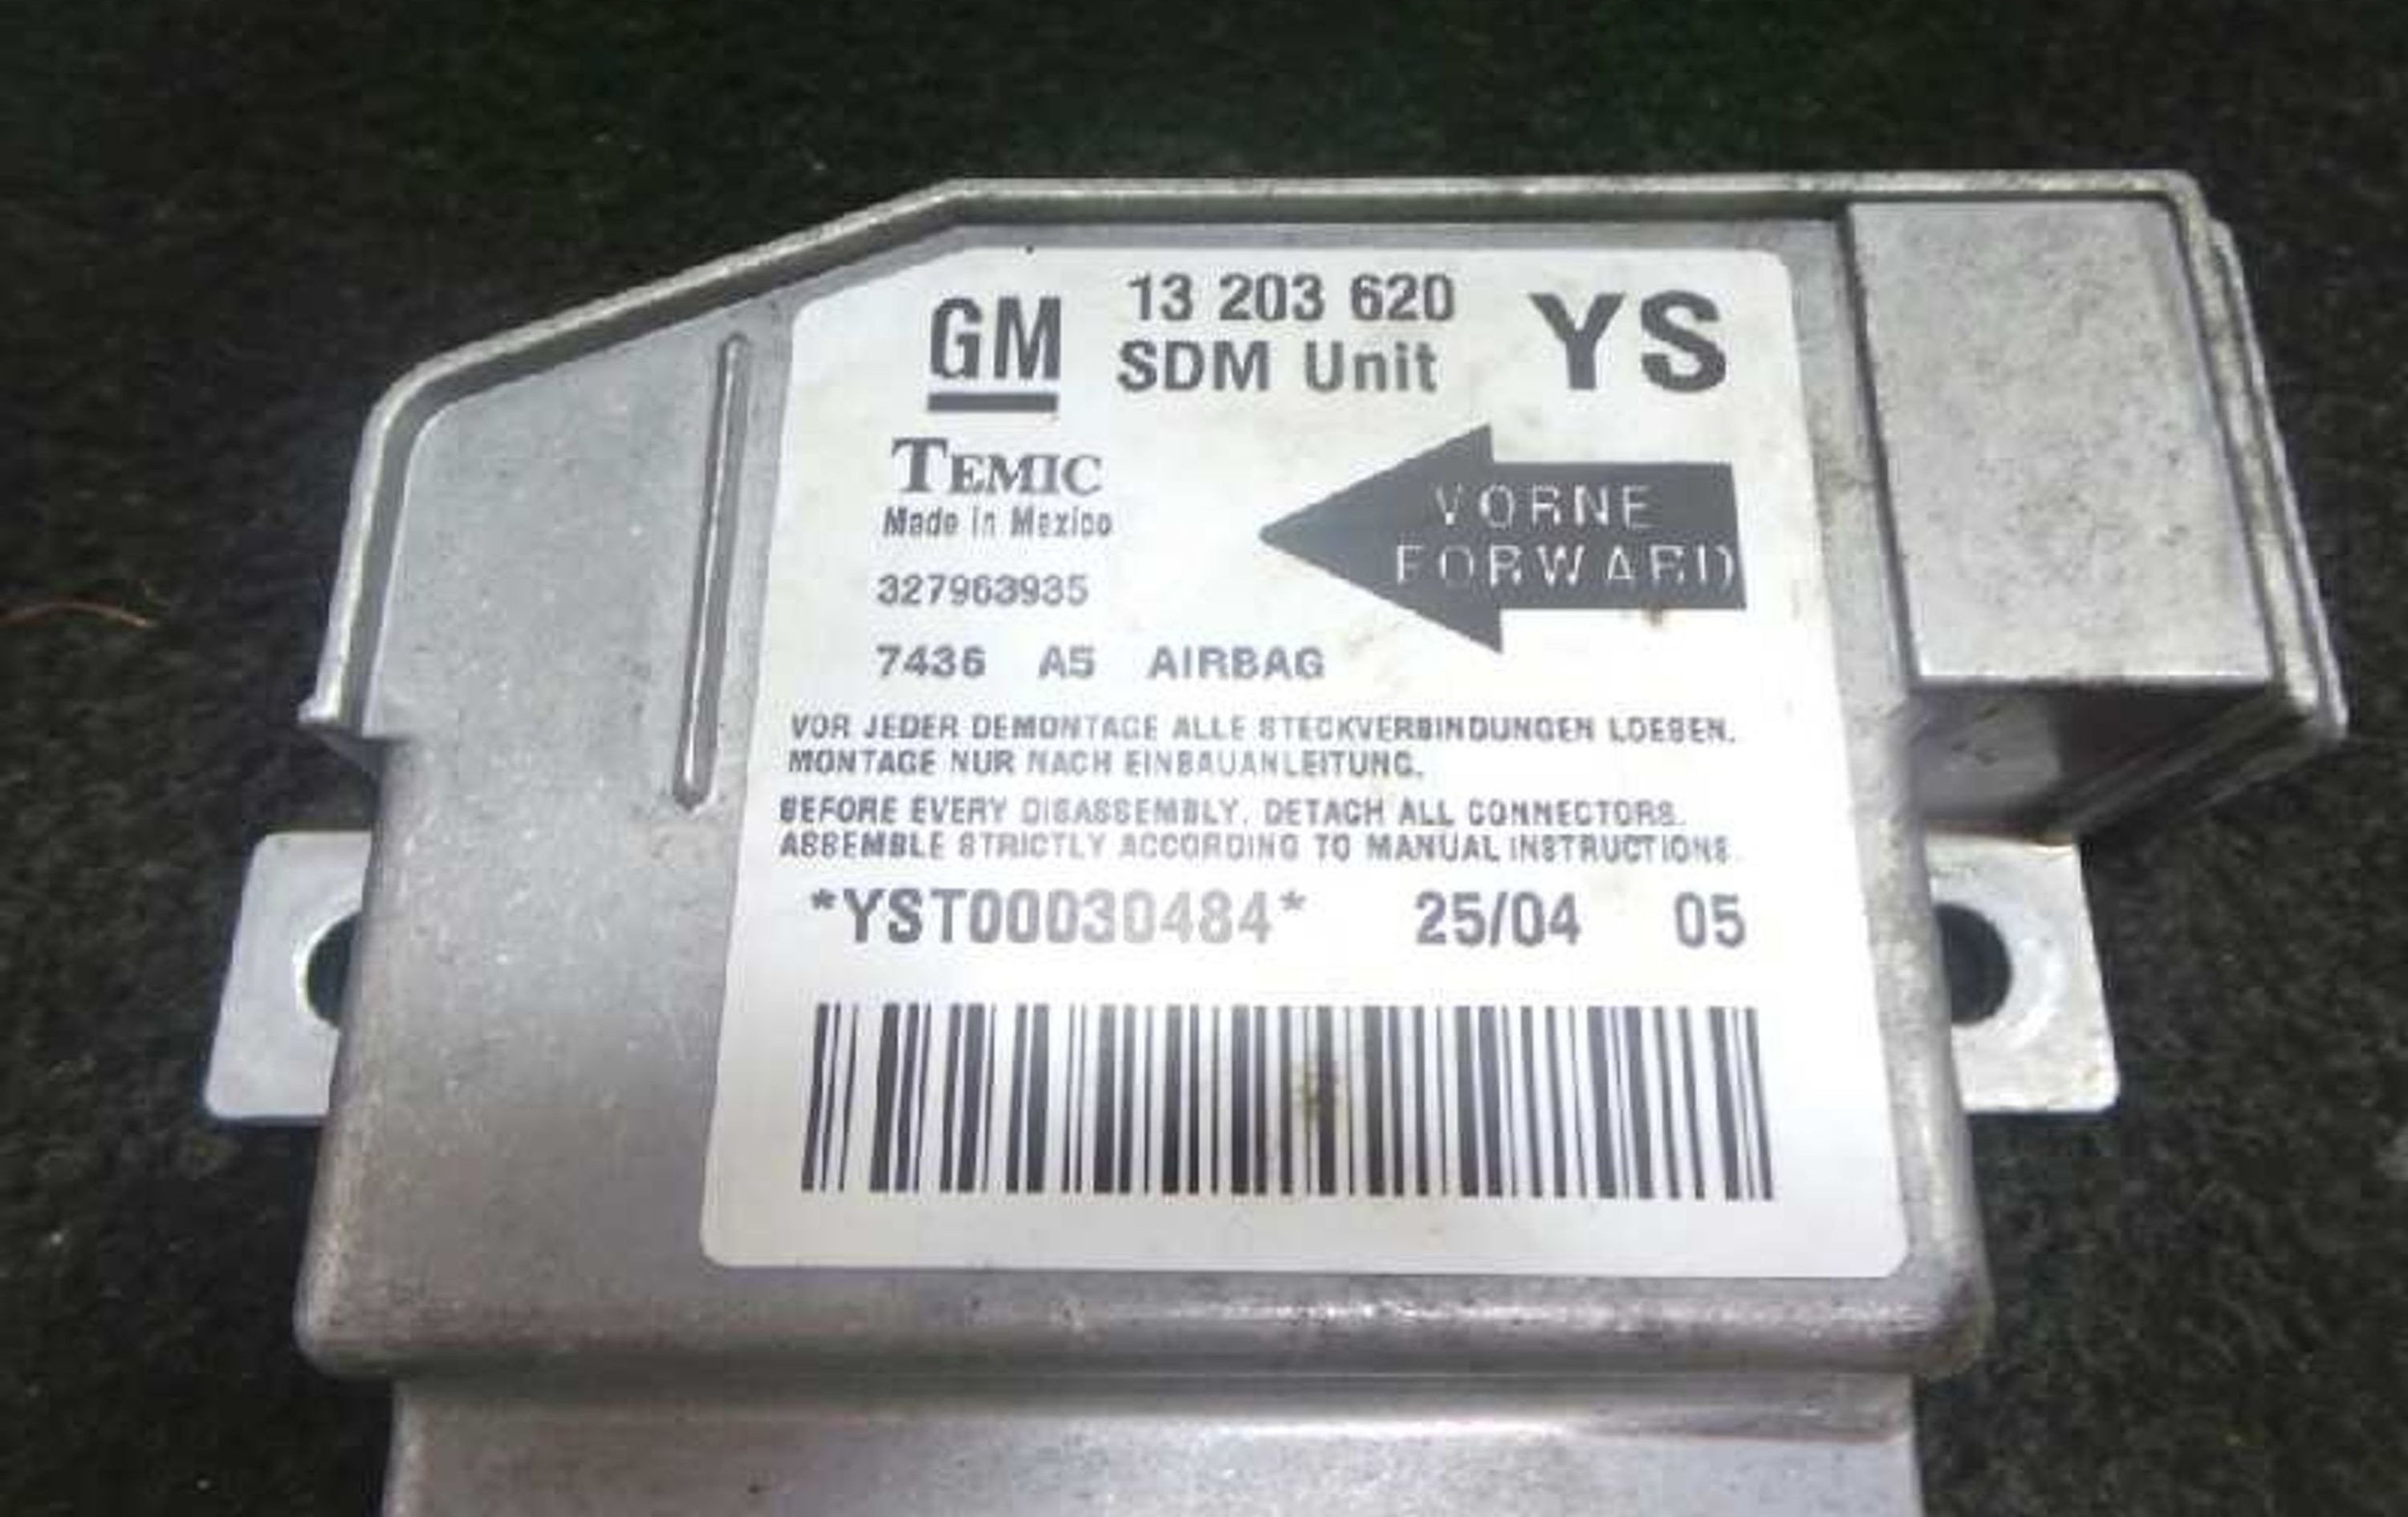 GM 13 203 620 YS
SDM Unit
TEMIC
Made in Mexico
VORNE
FORWARD
327963935
7436 A5 AIRBAG
VOR JEDER DEMONTAGE ALLE STECKVERBINDUNGEN LOESEN.
MONTAGE NUR NACH EINBAUANLEITUNG.
BEFORE EVERY DISASSEMBLY, DETACH ALL CONNECTORS.
ASSEMBLE STRICTLY ACCORDING TO MANUAL INSTRUCTIONS.
*YST00030484* 25/04 05